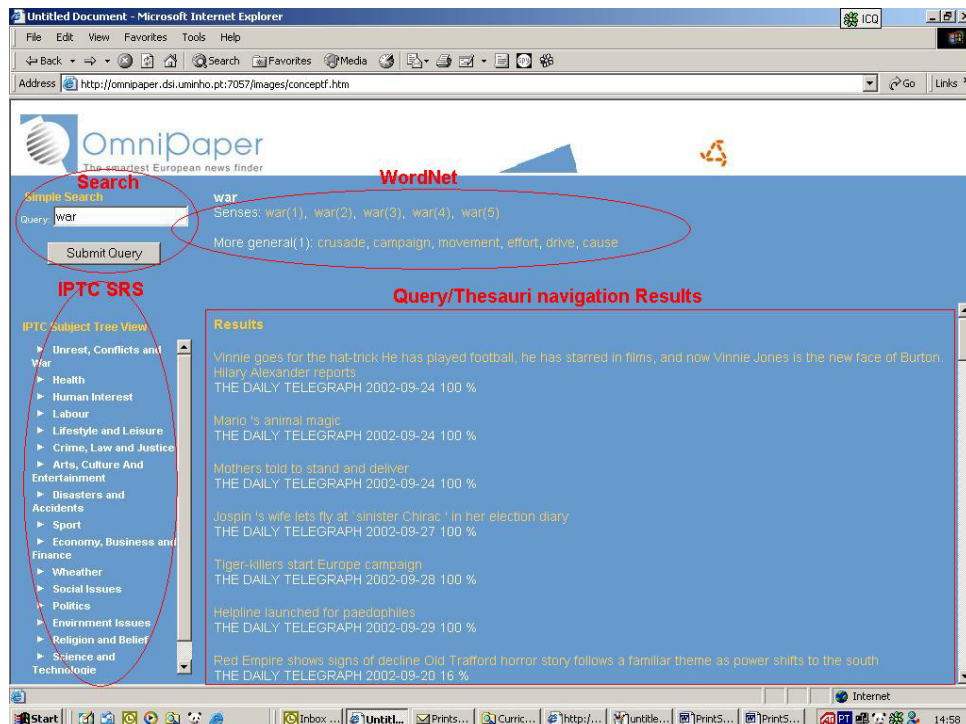 Untitled Document - Microsoft Internet Explorer
ICQ
File Edit View Favorites Tools Help
Back Search Favorites Media
Address http://omnipaper.dsi.uminho.pt:7057/images/conceptf.htm Go Links
OmniPaper
The smartest European news finder
Search
WordNet
Simple Search
war
Query: war
Senses: war(1), war(2), war(3), war(4), war(5)
More general(1): crusade, campaign, movement, effort, drive, cause
Submit Query
IPTC SRS
Query/Thesauri navigation Results
IPTC Subject Tree View
Unrest, Conflicts and
War
Health
Human Interest
Labour
Lifestyle and Leisure
Crime, Law and Justice
Arts, Culture And
Entertainment
Disasters and
Accidents
Sport
Economy, Business and
Finance
Wheather
Social Issues
Politics
Envirnment Issues
Religion and Belief
Science and
Technologie
Results
Vinnie goes for the hat-trick He has played football, he has starred in films, and now Vinnie Jones is the new face of Burton.
Hilary Alexander reports
THE DAILY TELEGRAPH 2002-09-24 100 %
Mario 's animal magic
THE DAILY TELEGRAPH 2002-09-24 100 %
Mothers told to stand and deliver
THE DAILY TELEGRAPH 2002-09-24 100 %
Jospin 's wife lets fly at `sinister Chirac ' in her election diary
THE DAILY TELEGRAPH 2002-09-27 100 %
Tiger-killers start Europe campaign
THE DAILY TELEGRAPH 2002-09-28 100 %
Helpline launched for paedophiles
THE DAILY TELEGRAPH 2002-09-29 100 %
Red Empire shows signs of decline Old Trafford horror story follows a familiar theme as power shifts to the south
THE DAILY TELEGRAPH 2002-09-20 16 %
Internet
Start Inbox ... Untitl... Prints... Curric... http:/... untitle... PrintS... PrintS... PT 14:58